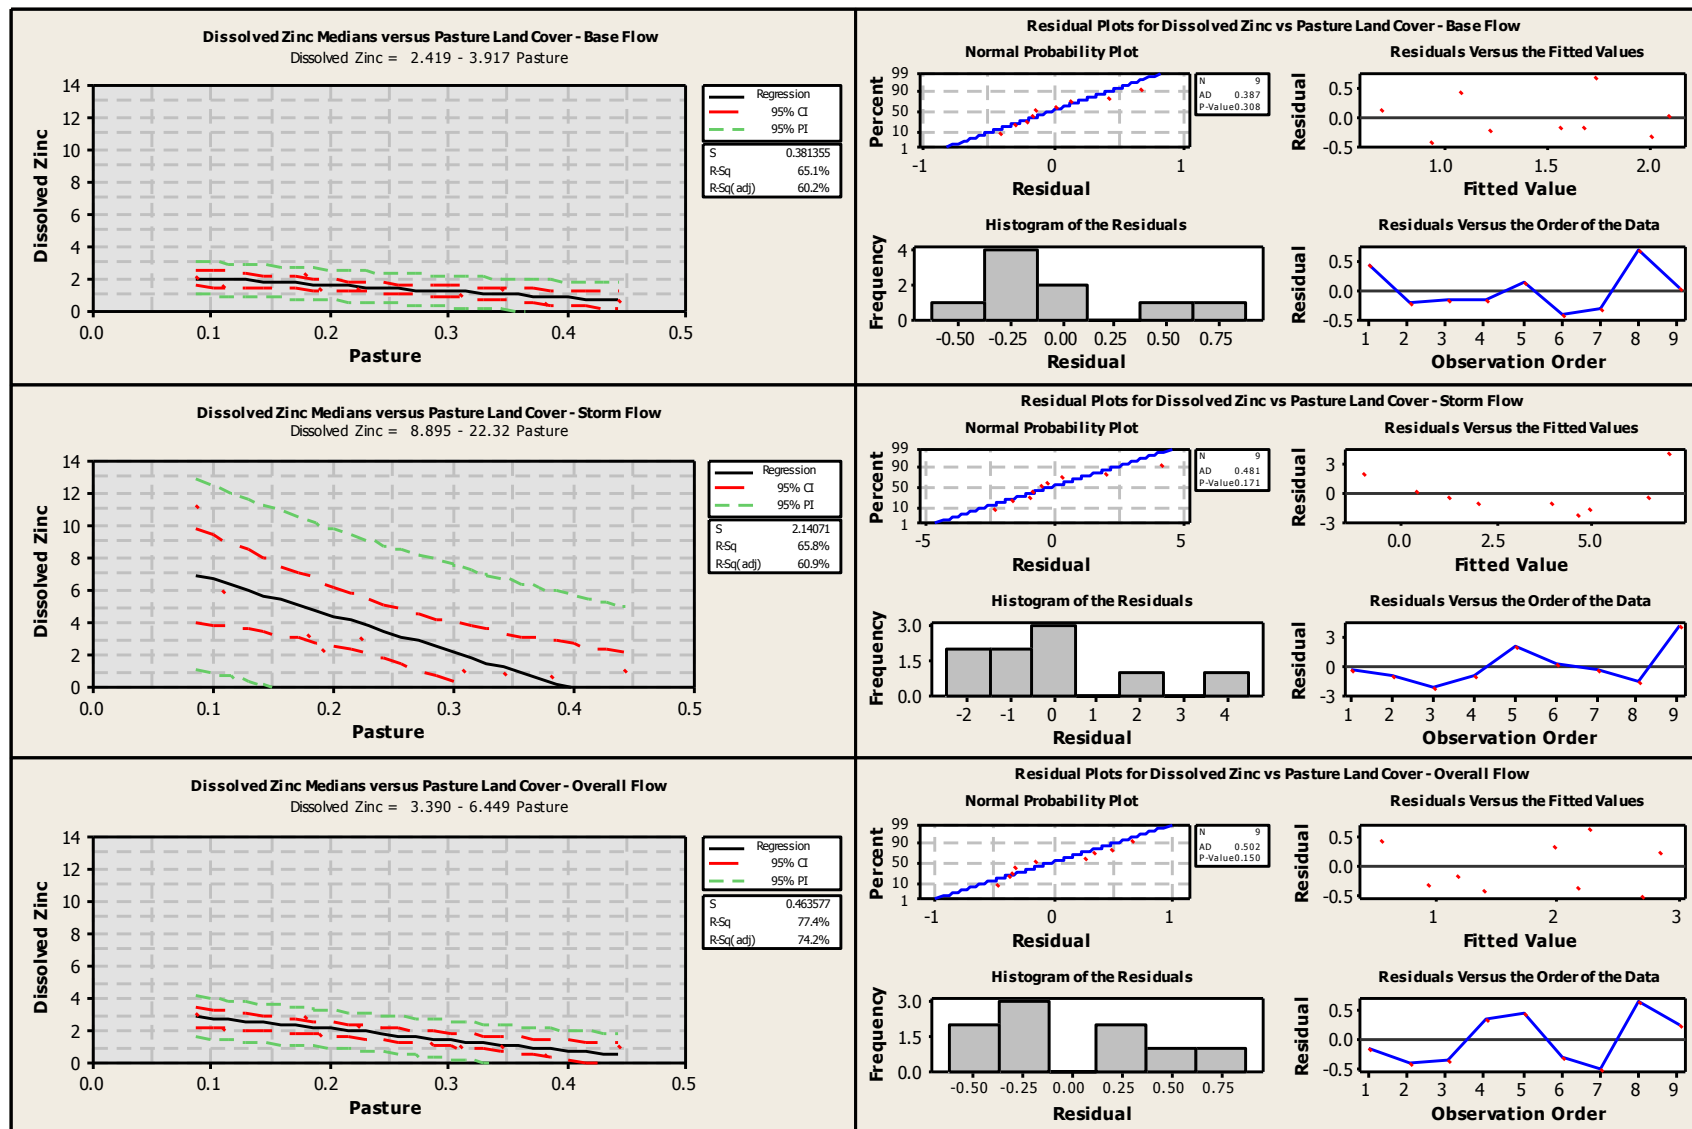 Dissolved Zinc Medians versus Pasture Land Cover - Base Flow
Dissolved Zinc = 2.419 - 3.917 Pasture
14
12
10
8
6
4
2
0
Dissolved Zinc
0.0 0.1 0.2 0.3 0.4 0.5
Pasture
Regression
95% CI
95% PI
S 0.381355
R-Sq 65.1%
R-Sq(adj) 60.2%
Residual Plots for Dissolved Zinc vs Pasture Land Cover - Base Flow
Normal Probability Plot
99
90
50
10
1
Percent
-1 0 1
Residual
N 9
AD 0.387
P-Value 0.308
Residuals Versus the Fitted Values
0.5
0.0
-0.5
Residual
1.0 1.5 2.0
Fitted Value
Histogram of the Residuals
4
2
0
Frequency
-0.50 -0.25 0.00 0.25 0.50 0.75
Residual
Residuals Versus the Order of the Data
0.5
0.0
-0.5
Residual
1 2 3 4 5 6 7 8 9
Observation Order
Dissolved Zinc Medians versus Pasture Land Cover - Storm Flow
Dissolved Zinc = 8.895 - 22.32 Pasture
14
12
10
8
6
4
2
0
Dissolved Zinc
0.0 0.1 0.2 0.3 0.4 0.5
Pasture
Regression
95% CI
95% PI
S 2.14071
R-Sq 65.8%
R-Sq(adj) 60.9%
Residual Plots for Dissolved Zinc vs Pasture Land Cover - Storm Flow
Normal Probability Plot
99
90
50
10
1
Percent
-5 0 5
Residual
N 9
AD 0.481
P-Value 0.171
Residuals Versus the Fitted Values
3
0
-3
Residual
0.0 2.5 5.0
Fitted Value
Histogram of the Residuals
3.0
1.5
0.0
Frequency
-2 -1 0 1 2 3 4
Residual
Residuals Versus the Order of the Data
3
0
-3
Residual
1 2 3 4 5 6 7 8 9
Observation Order
Dissolved Zinc Medians versus Pasture Land Cover - Overall Flow
Dissolved Zinc = 3.390 - 6.449 Pasture
14
12
10
8
6
4
2
0
Dissolved Zinc
0.0 0.1 0.2 0.3 0.4 0.5
Pasture
Regression
95% CI
95% PI
S 0.463577
R-Sq 77.4%
R-Sq(adj) 74.2%
Residual Plots for Dissolved Zinc vs Pasture Land Cover - Overall Flow
Normal Probability Plot
99
90
50
10
1
Percent
-1 0 1
Residual
N 9
AD 0.502
P-Value 0.150
Residuals Versus the Fitted Values
0.5
0.0
-0.5
Residual
1 2 3
Fitted Value
Histogram of the Residuals
3.0
1.5
0.0
Frequency
-0.50 -0.25 0.00 0.25 0.50 0.75
Residual
Residuals Versus the Order of the Data
0.5
0.0
-0.5
Residual
1 2 3 4 5 6 7 8 9
Observation Order